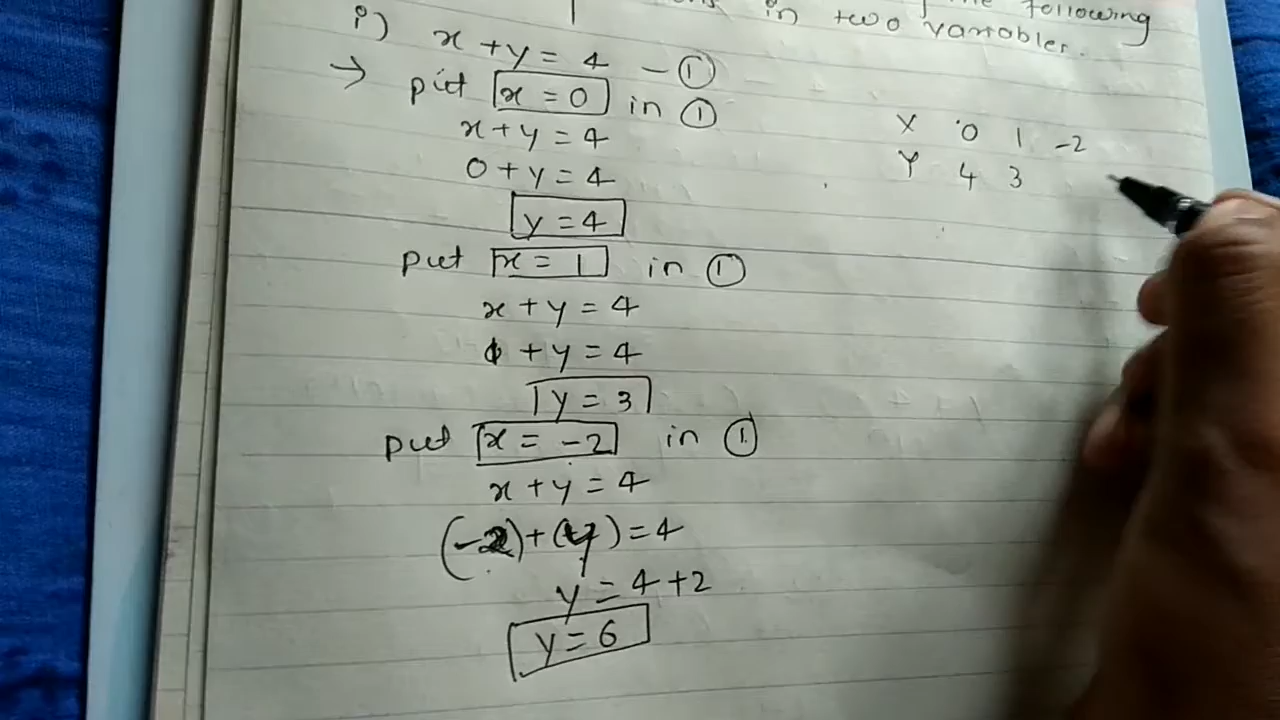 following
in two variables.
i) x + y = 4 - ①
→ put x = 0 in ①
x + y = 4
0 + y = 4
y = 4
put x = 1 in ①
x + y = 4
1 + y = 4
y = 3
put x = -2 in ①
x + y = 4
(-2) + (y) = 4
y = 4 + 2
y = 6
X 0 1 -2
Y 4 3